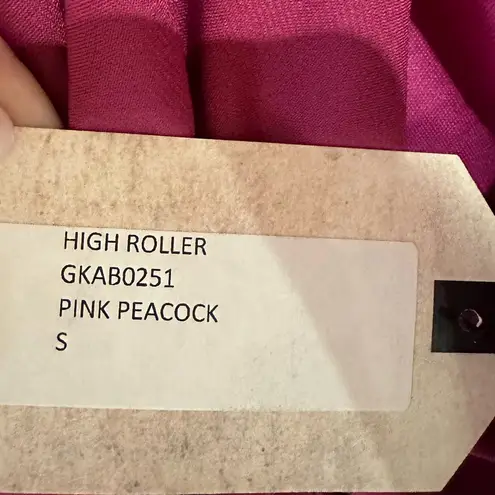 HIGH ROLLER
GKAB0251
PINK PEACOCK
S